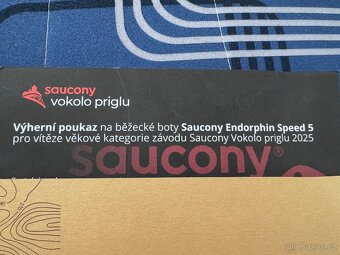 saucony
vokolo priglu
Výherní poukaz na běžecké boty Saucony Endorphin Speed 5
pro vítěze věkové kategorie závodu Saucony Vokolo priglu 2025
saucony®